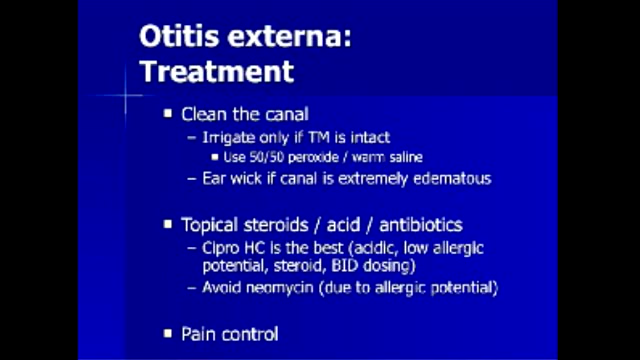 Otitis externa:
Treatment
■ Clean the canal
– Irrigate only if TM is intact
■ Use 50/50 peroxide / warm saline
– Ear wick if canal is extremely edematous
■ Topical steroids / acid / antibiotics
– Cipro HC is the best (acidic, low allergic
potential, steroid, BID dosing)
– Avoid neomycin (due to allergic potential)
■ Pain control